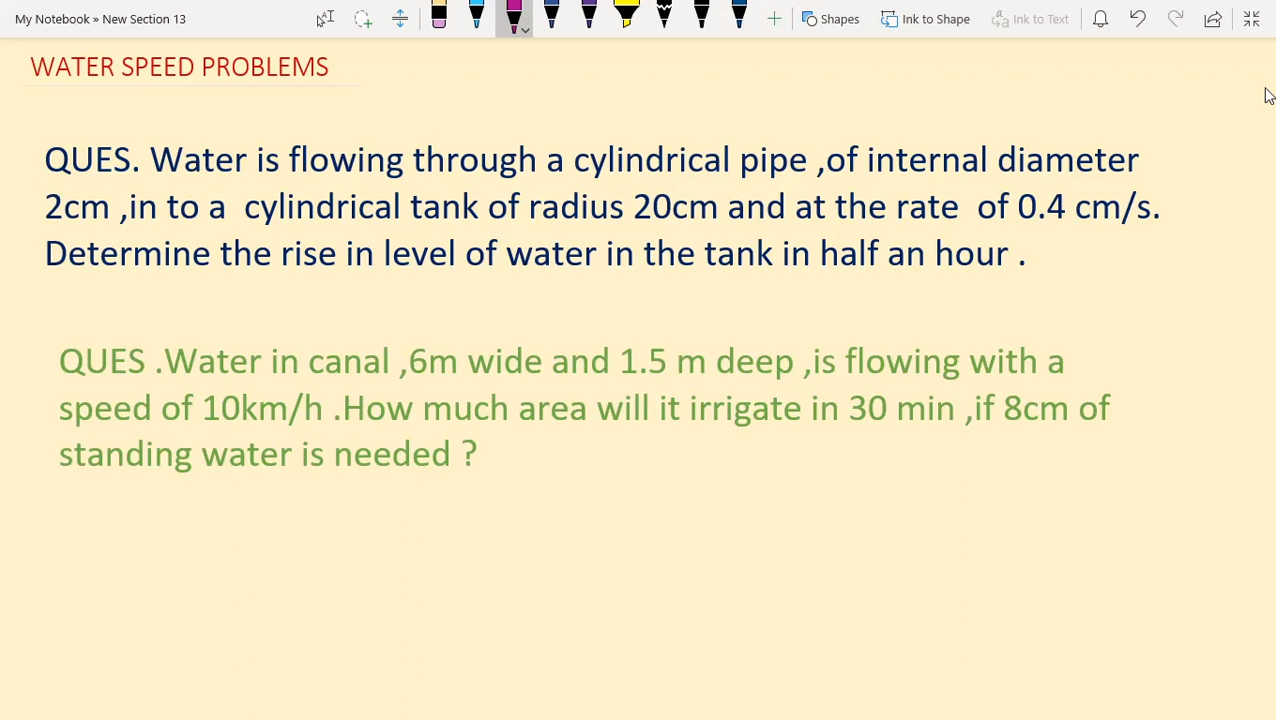 My Notebook » New Section 13
Shapes
Ink to Shape
Ink to Text
WATER SPEED PROBLEMS
QUES. Water is flowing through a cylindrical pipe ,of internal diameter
2cm ,in to a cylindrical tank of radius 20cm and at the rate of 0.4 cm/s.
Determine the rise in level of water in the tank in half an hour .
QUES .Water in canal ,6m wide and 1.5 m deep ,is flowing with a
speed of 10km/h .How much area will it irrigate in 30 min ,if 8cm of
standing water is needed ?